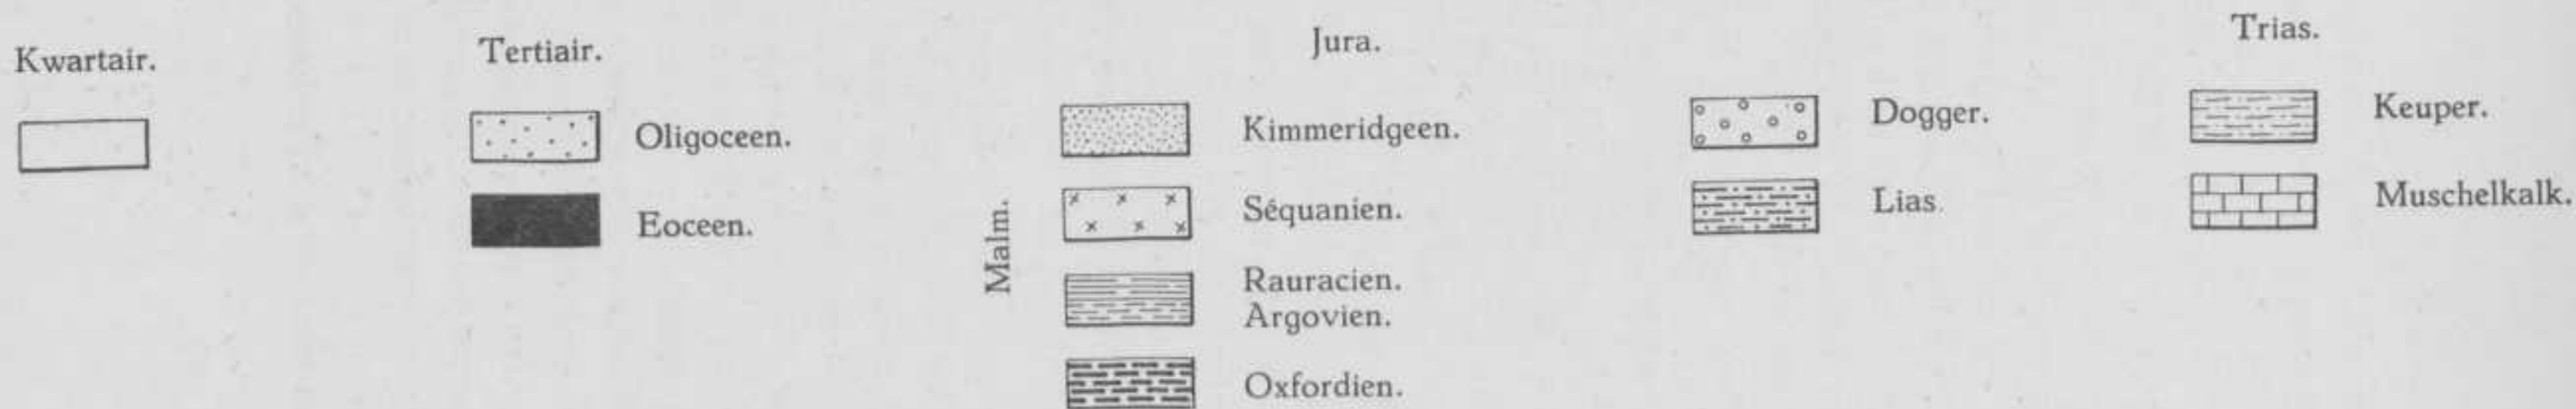 Kwartair.
Tertiair.
Oligoceen.
Eoceen.
Jura.
Malm.
Kimmeridgeen.
Séquanien.
Rauracien.
Argovien.
Oxfordien.
Dogger.
Lias.
Trias.
Keuper.
Muschelkalk.